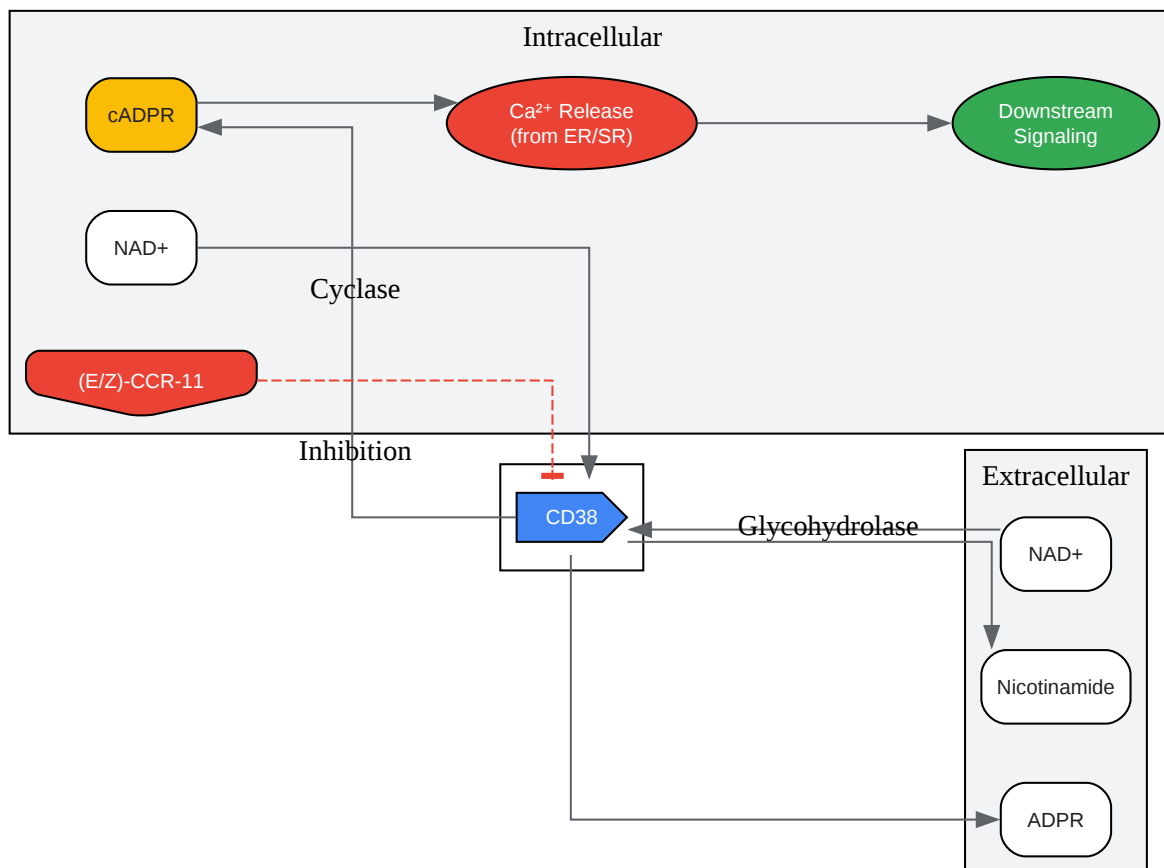 Intracellular
cADPR
Ca²⁺ Release
(from ER/SR)
Downstream
Signaling
NAD+
Cyclase
(E/Z)-CCR-11
Inhibition
Extracellular
CD38
Glycohydrolase
NAD+
Nicotinamide
ADPR